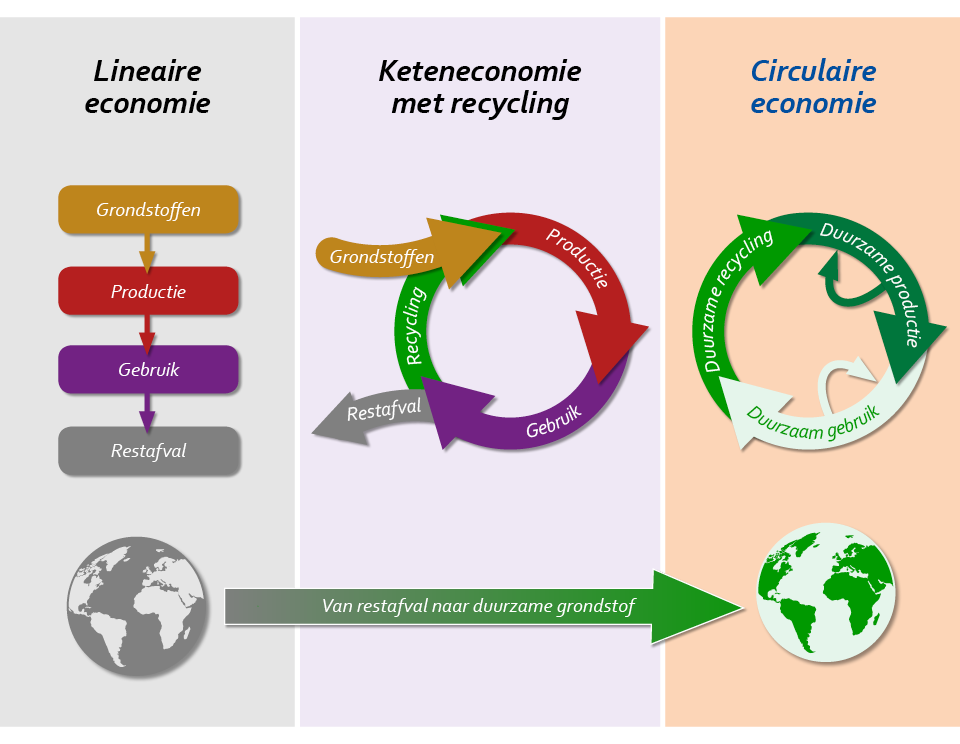 Lineaire
economie
Grondstoffen
Productie
Gebruik
Restafval
Keteneconomie
met recycling
Grondstoffen
Productie
Recycling
Restafval
Gebruik
Circulaire
economie
Duurzame recycling
Duurzame productie
Duurzaam gebruik
Van restafval naar duurzame grondstof